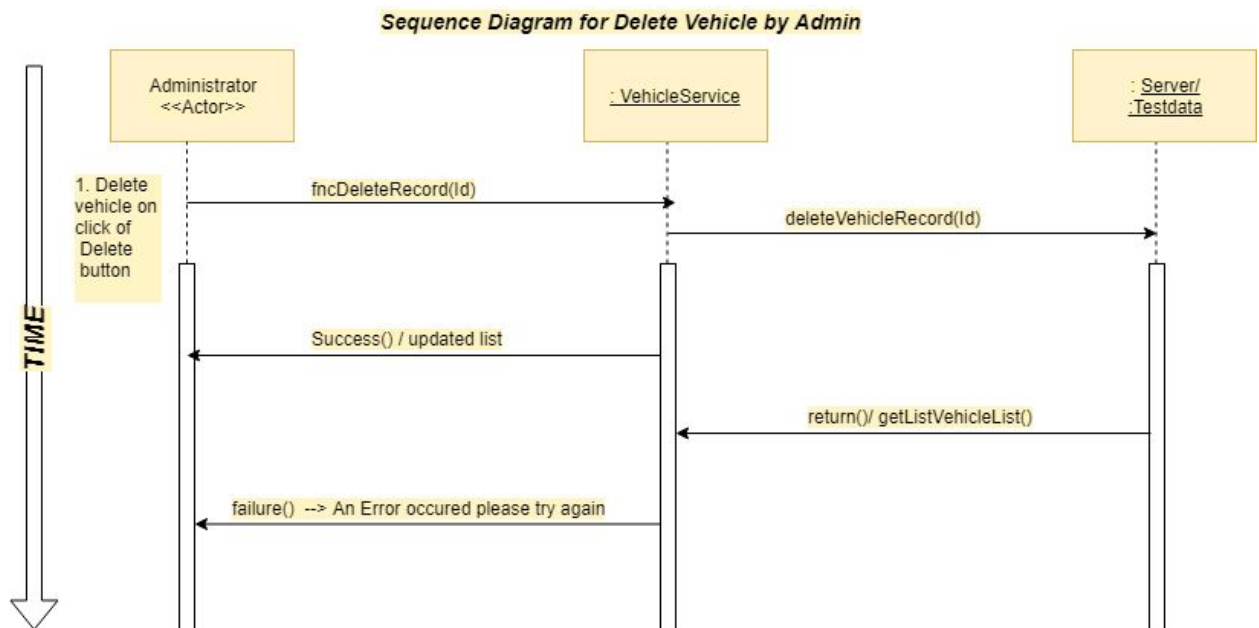 Sequence Diagram for Delete Vehicle by Admin
Administrator
<<Actor>>
: VehicleService
: Server/
:Testdata
1. Delete
vehicle on
click of
Delete
button
fncDeleteRecord(Id)
deleteVehicleRecord(Id)
TIME
Success() / updated list
return()/ getListVehicleList()
failure() --> An Error occured please try again